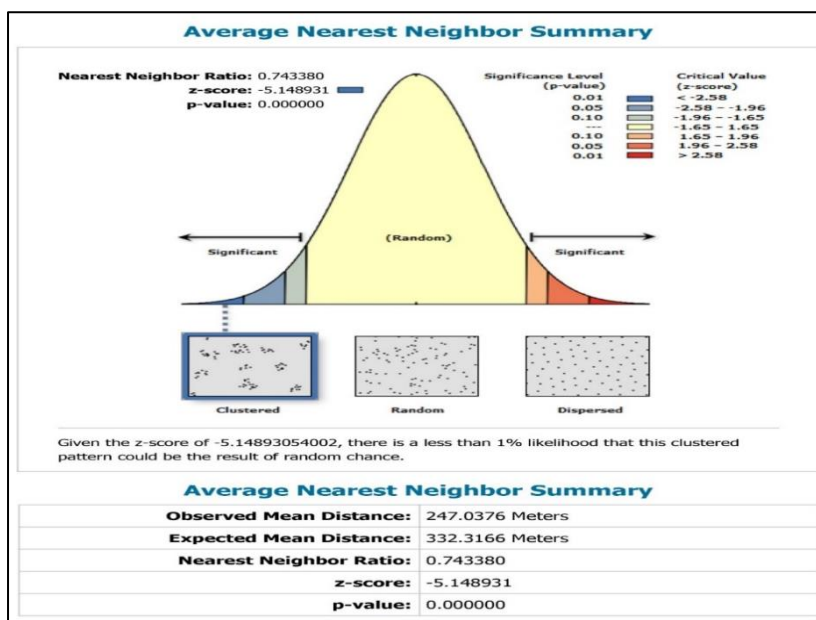 Average Nearest Neighbor Summary
Nearest Neighbor Ratio: 0.743380
z-score: -5.148931
p-value: 0.000000
Significance Level
(p-value)
Critical Value
(z-score)
0.01 < -2.58
0.05 -2.58 – -1.96
0.10 -1.96 – -1.65
--- -1.65 – 1.65
0.10 1.65 – 1.96
0.05 1.96 – 2.58
0.01 > 2.58
(Random)
Significant
Significant
Clustered
Random
Dispersed
Given the z-score of -5.14893054002, there is a less than 1% likelihood that this clustered
pattern could be the result of random chance.
Average Nearest Neighbor Summary
Observed Mean Distance: 247.0376 Meters
Expected Mean Distance: 332.3166 Meters
Nearest Neighbor Ratio: 0.743380
z-score: -5.148931
p-value: 0.000000